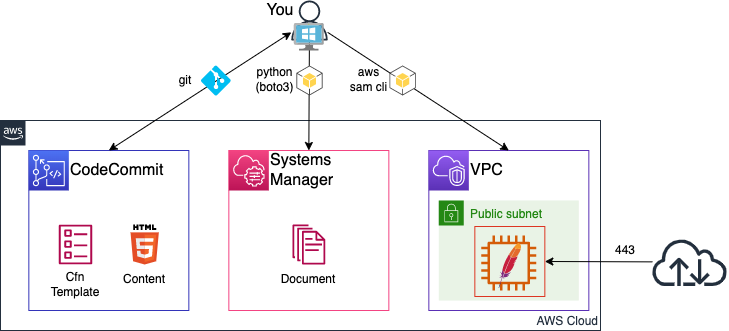 You
git
python
(boto3)
aws
sam cli
aws
CodeCommit
Systems
Manager
VPC
Public subnet
HTML
5
Cfn
Template
Content
Document
443
AWS Cloud